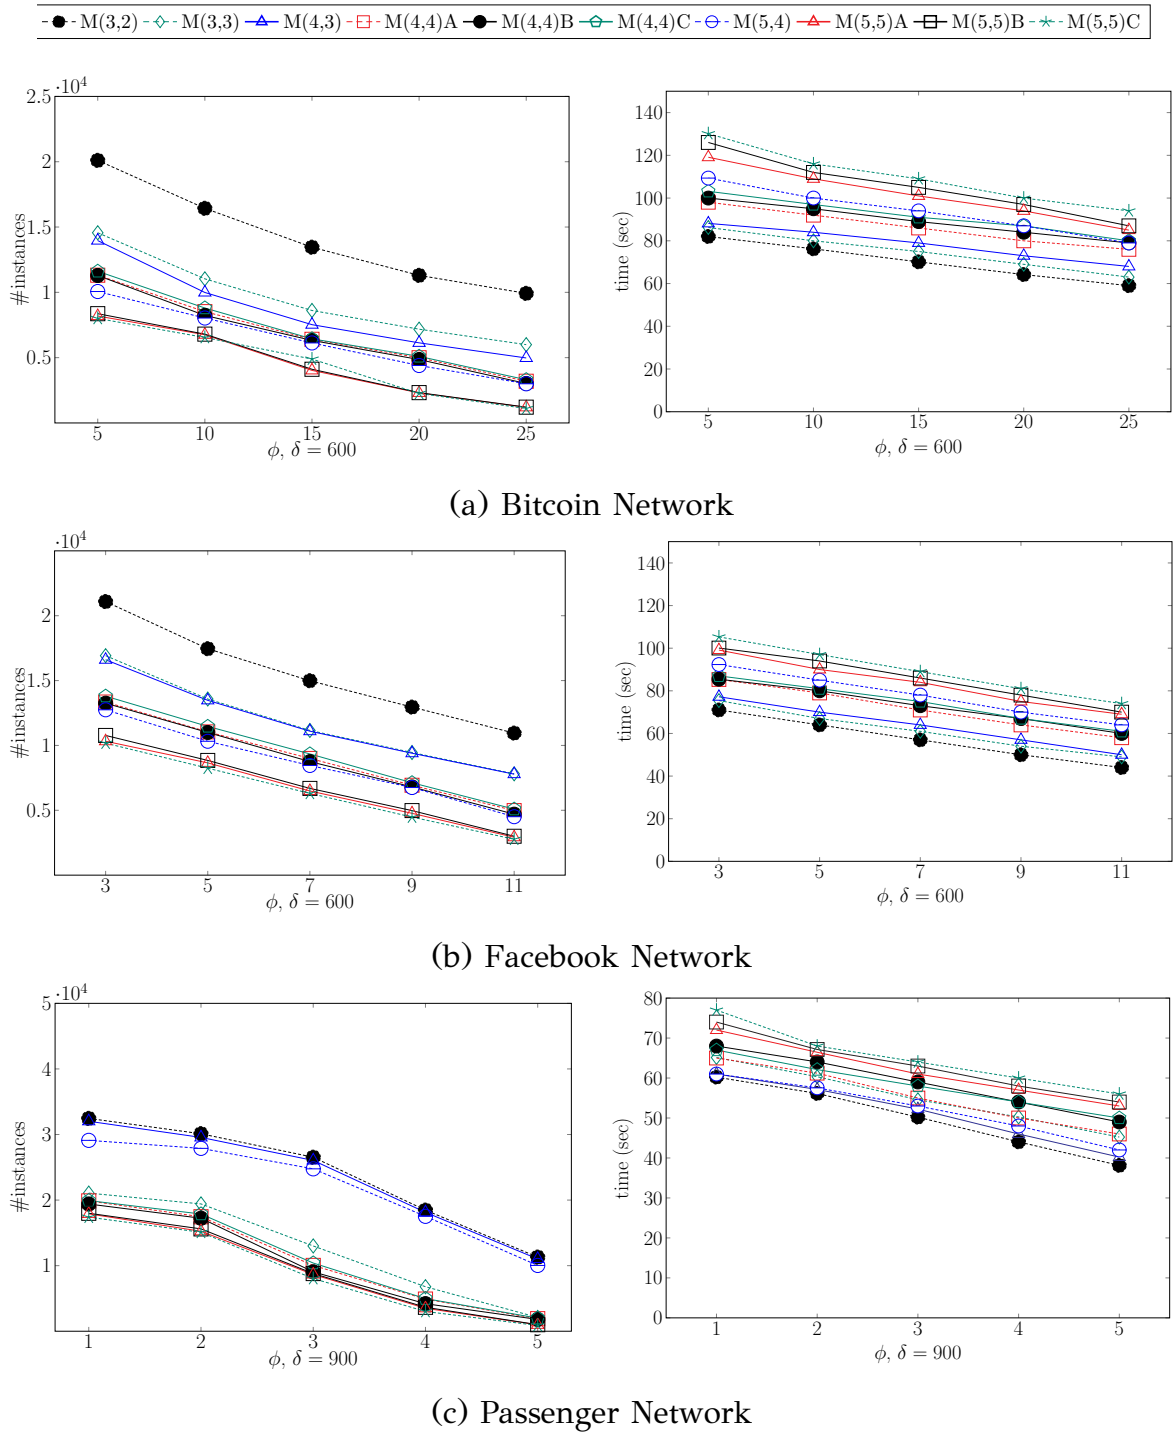 M(3,2) M(3,3) M(4,3) M(4,4)A M(4,4)B M(4,4)C M(5,4) M(5,5)A M(5,5)B M(5,5)C
·10⁴
2.5
2
1.5
1
0.5
#instances
5 10 15 20 25
ϕ, δ = 600
140
120
100
80
60
40
20
0
time (sec)
5 10 15 20 25
ϕ, δ = 600
(a) Bitcoin Network
·10⁴
2
1.5
1
0.5
#instances
3 5 7 9 11
ϕ, δ = 600
140
120
100
80
60
40
20
0
time (sec)
3 5 7 9 11
ϕ, δ = 600
(b) Facebook Network
·10⁴
5
4
3
2
1
#instances
1 2 3 4 5
ϕ, δ = 900
80
70
60
50
40
30
20
10
0
time (sec)
1 2 3 4 5
ϕ, δ = 900
(c) Passenger Network